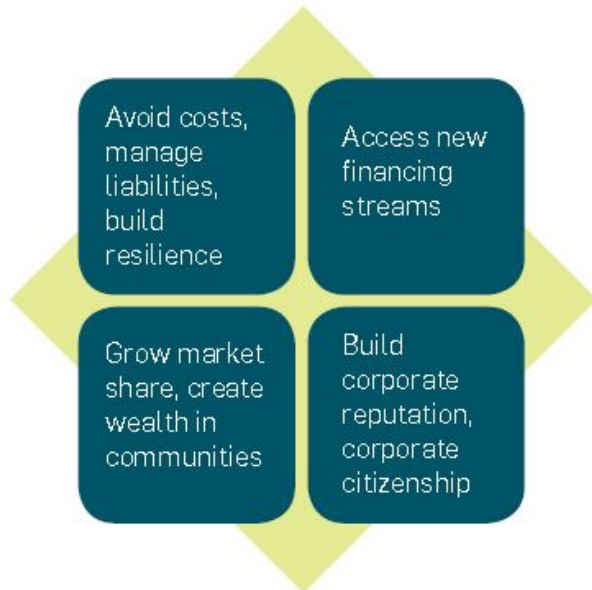 Avoid costs,
manage
liabilities,
build
resilience
Access new
financing
streams
Grow market
share, create
wealth in
communities
Build
corporate
reputation,
corporate
citizenship